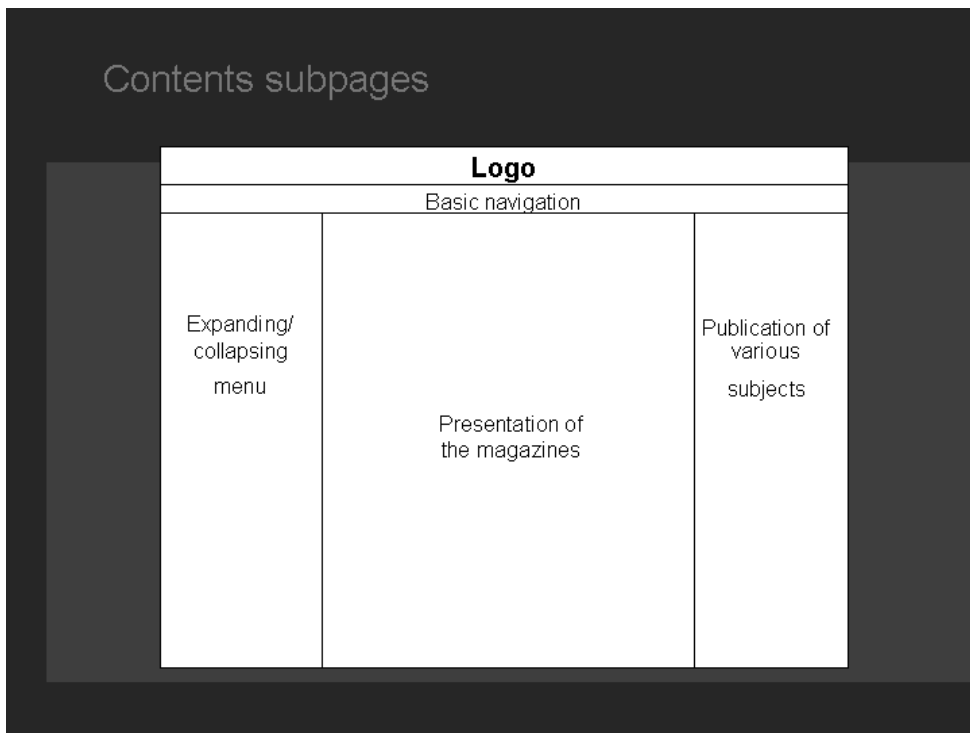 Contents subpages
Logo
Basic navigation
Expanding/
collapsing
menu
Presentation of
the magazines
Publication of
various
subjects